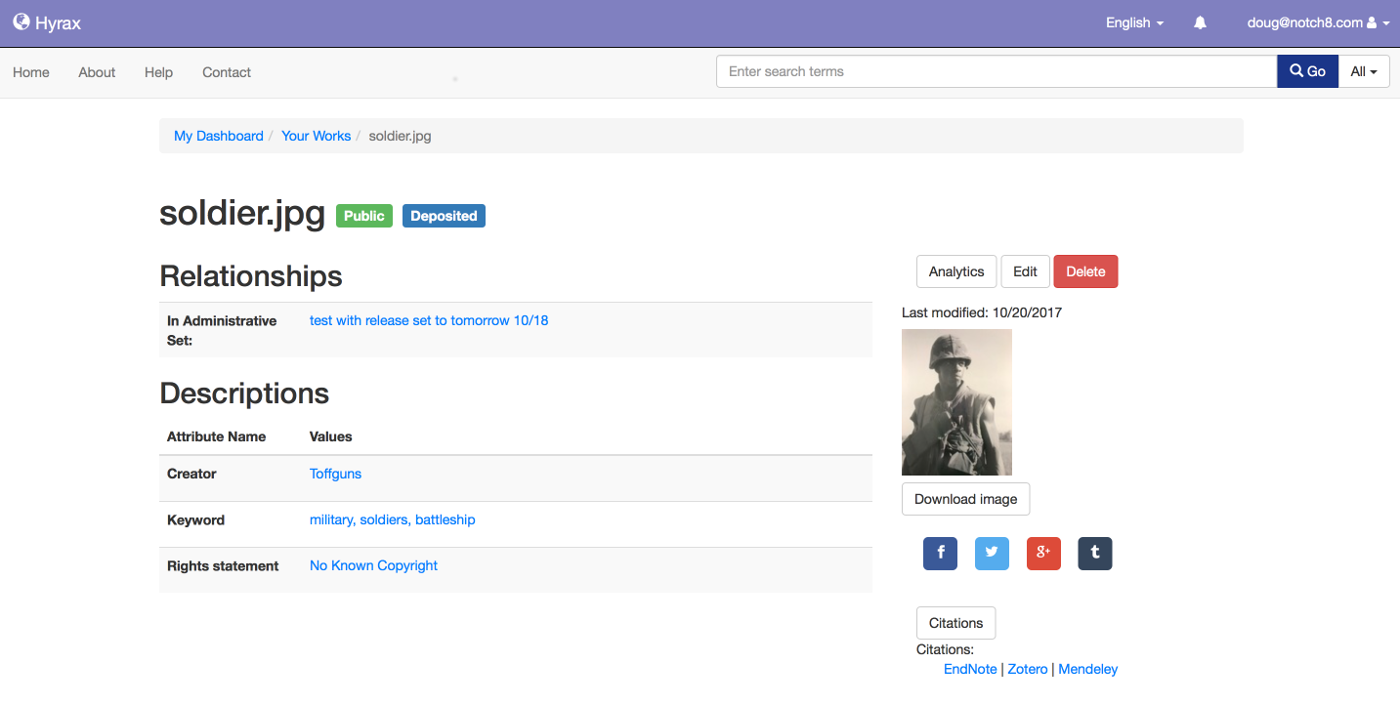 Hyrax
English
doug@notch8.com
Home About Help Contact
Enter search terms
Go
All
My Dashboard / Your Works / soldier.jpg
soldier.jpg Public Deposited
Relationships
In Administrative Set: test with release set to tomorrow 10/18
Descriptions
Attribute Name Values
Creator Toffguns
Keyword military, soldiers, battleship
Rights statement No Known Copyright
Analytics Edit Delete
Last modified: 10/20/2017
Download image
f g+ t
Citations
Citations:
EndNote | Zotero | Mendeley